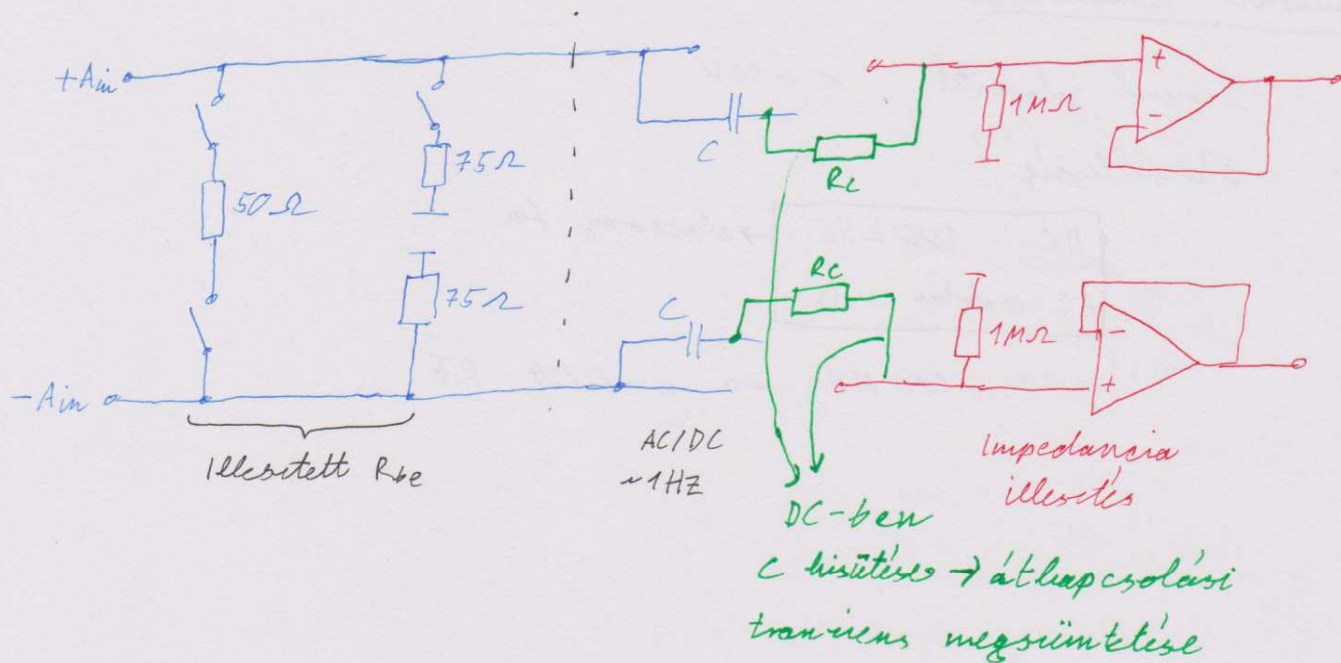 +Ain
50Ω
75Ω
75Ω
-Ain
Illesztett Rbe
C
C
AC/DC
~1Hz
Rc
Rc
DC-ben
C kisütése → átkapcsolási
tranziens megszüntetése
1MΩ
+
-
1MΩ
-
+
Impedancia
illesztés